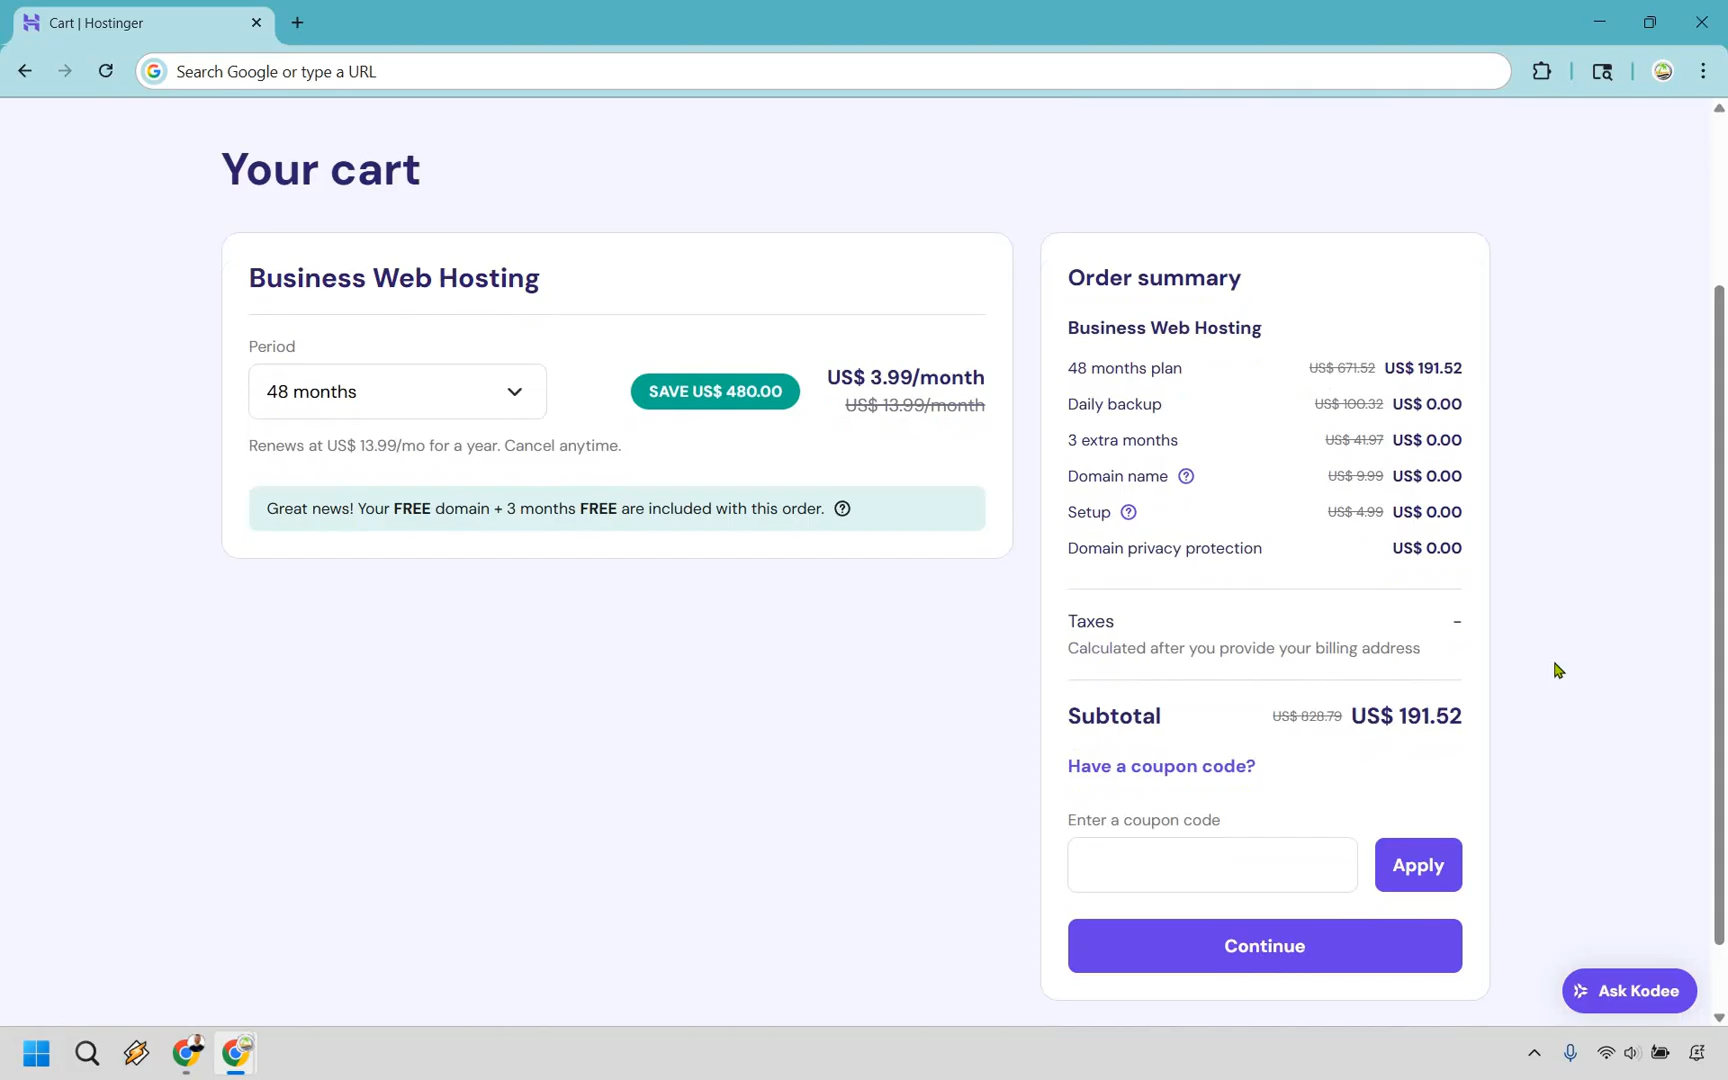 Cart | Hostinger
Search Google or type a URL
Your cart
Business Web Hosting
Period
48 months
SAVE US$ 480.00
US$ 3.99/month
US$ 13.99/month
Renews at US$ 13.99/mo for a year. Cancel anytime.
Great news! Your FREE domain + 3 months FREE are included with this order.
Order summary
Business Web Hosting
48 months plan US$ 671.52 US$ 191.52
Daily backup US$ 100.32 US$ 0.00
3 extra months US$ 41.97 US$ 0.00
Domain name US$ 9.99 US$ 0.00
Setup US$ 4.99 US$ 0.00
Domain privacy protection US$ 0.00
Taxes -
Calculated after you provide your billing address
Subtotal US$ 828.79 US$ 191.52
Have a coupon code?
Enter a coupon code
Apply
Continue
Ask Kodee